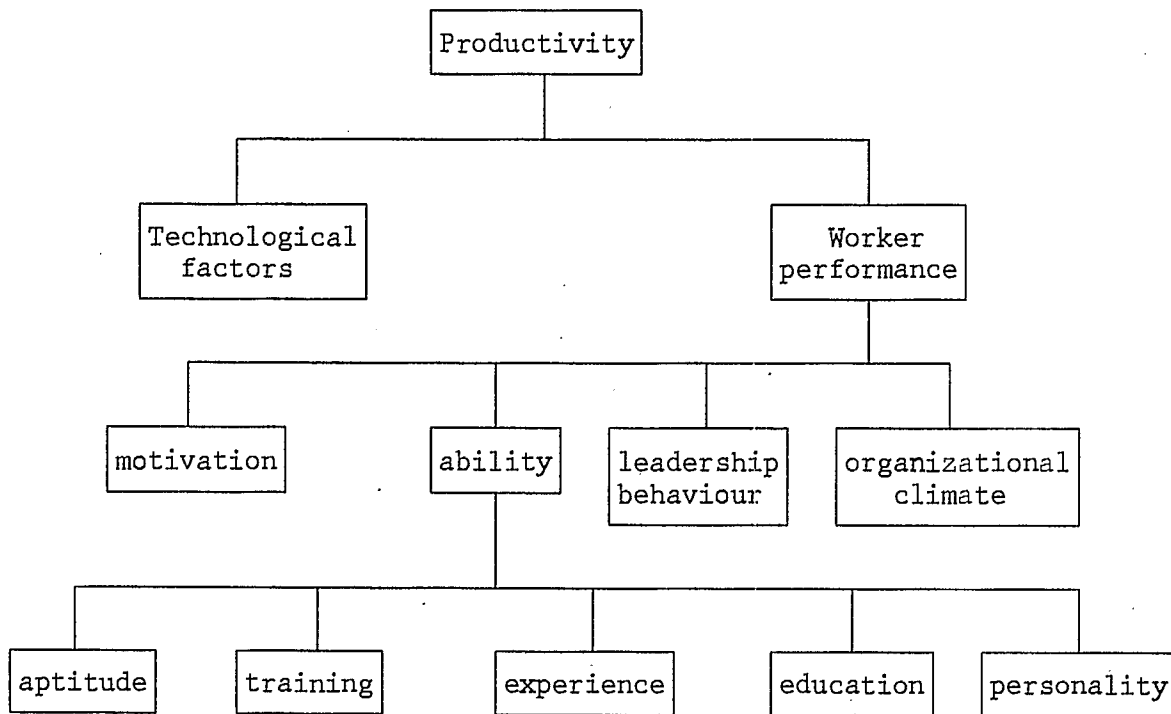 Productivity
Technological
factors
Worker
performance
motivation
ability
leadership
behaviour
organizational
climate
aptitude
training
experience
education
personality